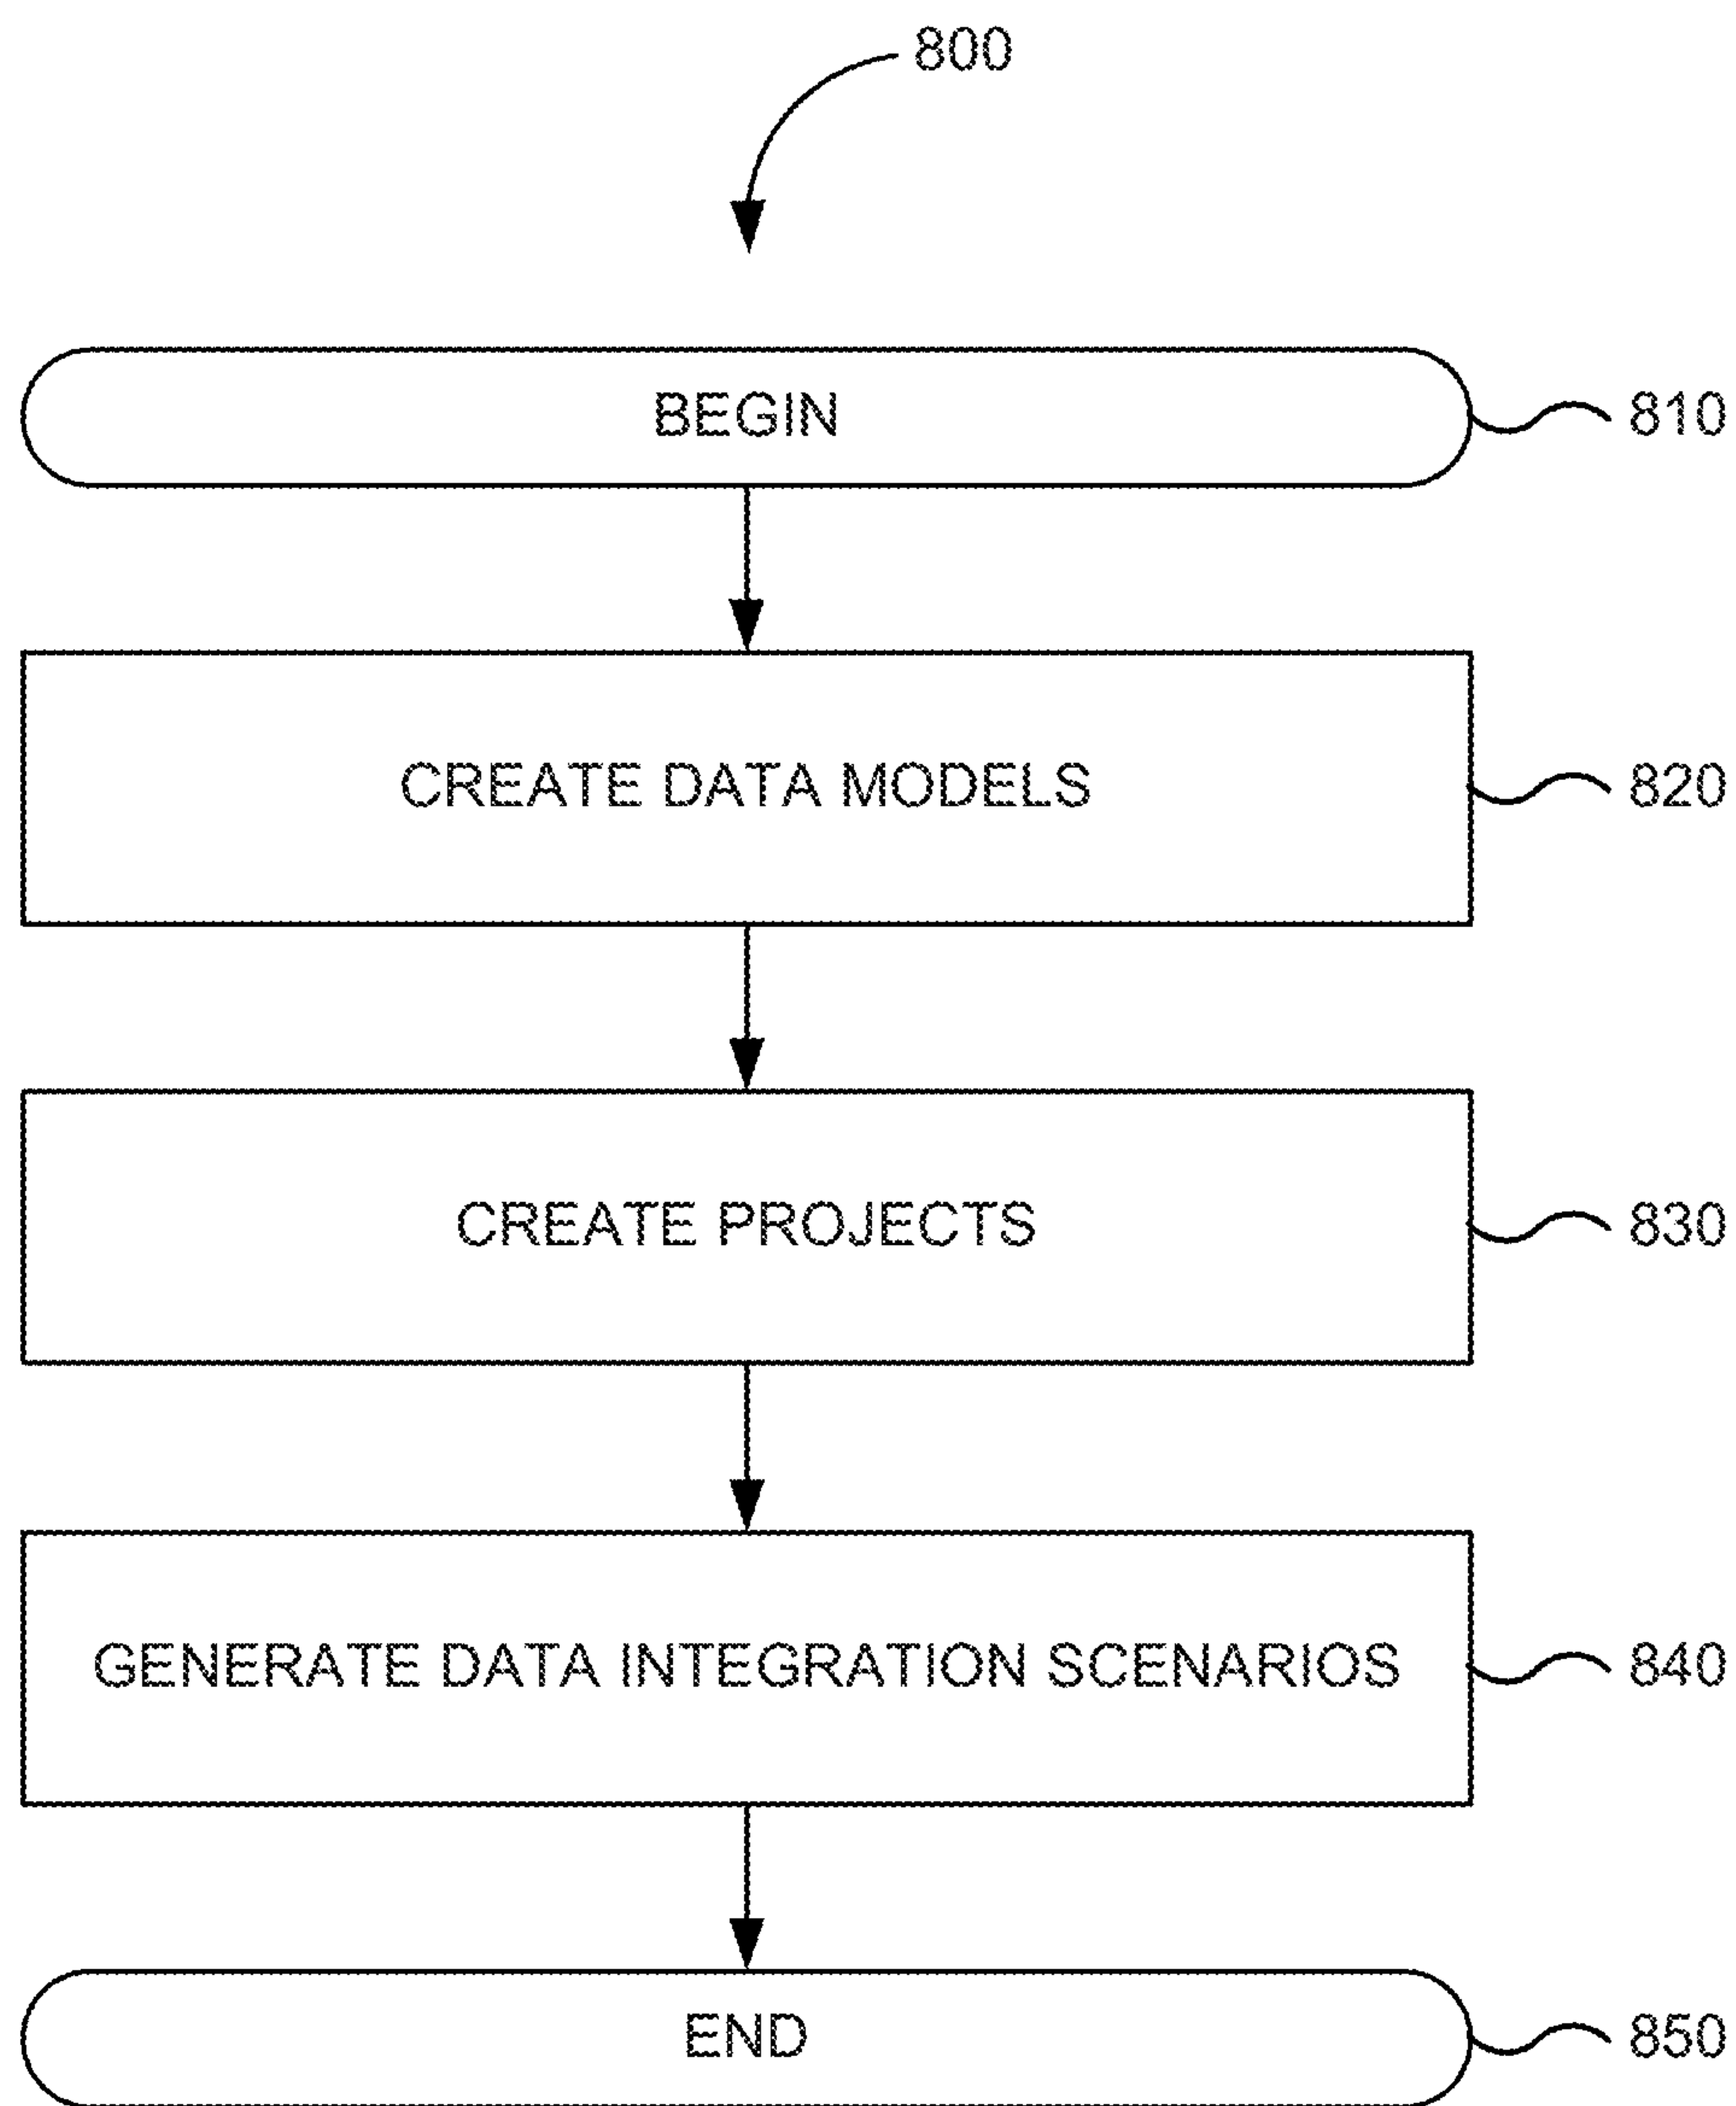 800
BEGIN
810
CREATE DATA MODELS
820
CREATE PROJECTS
830
GENERATE DATA INTEGRATION SCENARIOS
840
END
850